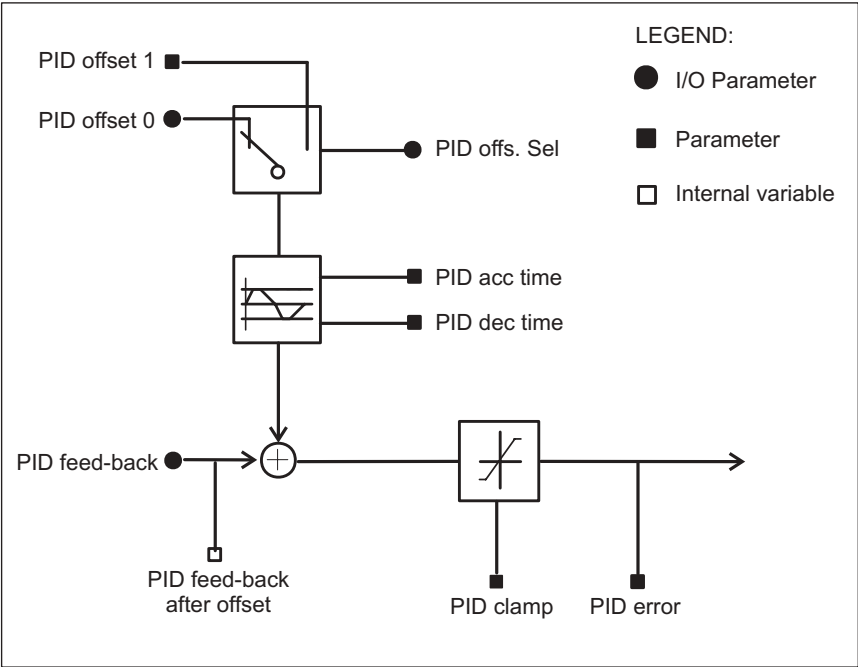 LEGEND:
I/O Parameter
Parameter
Internal variable
PID offset 1
PID offset 0
PID offs. Sel
PID acc time
PID dec time
PID feed-back
PID feed-back
after offset
PID clamp
PID error